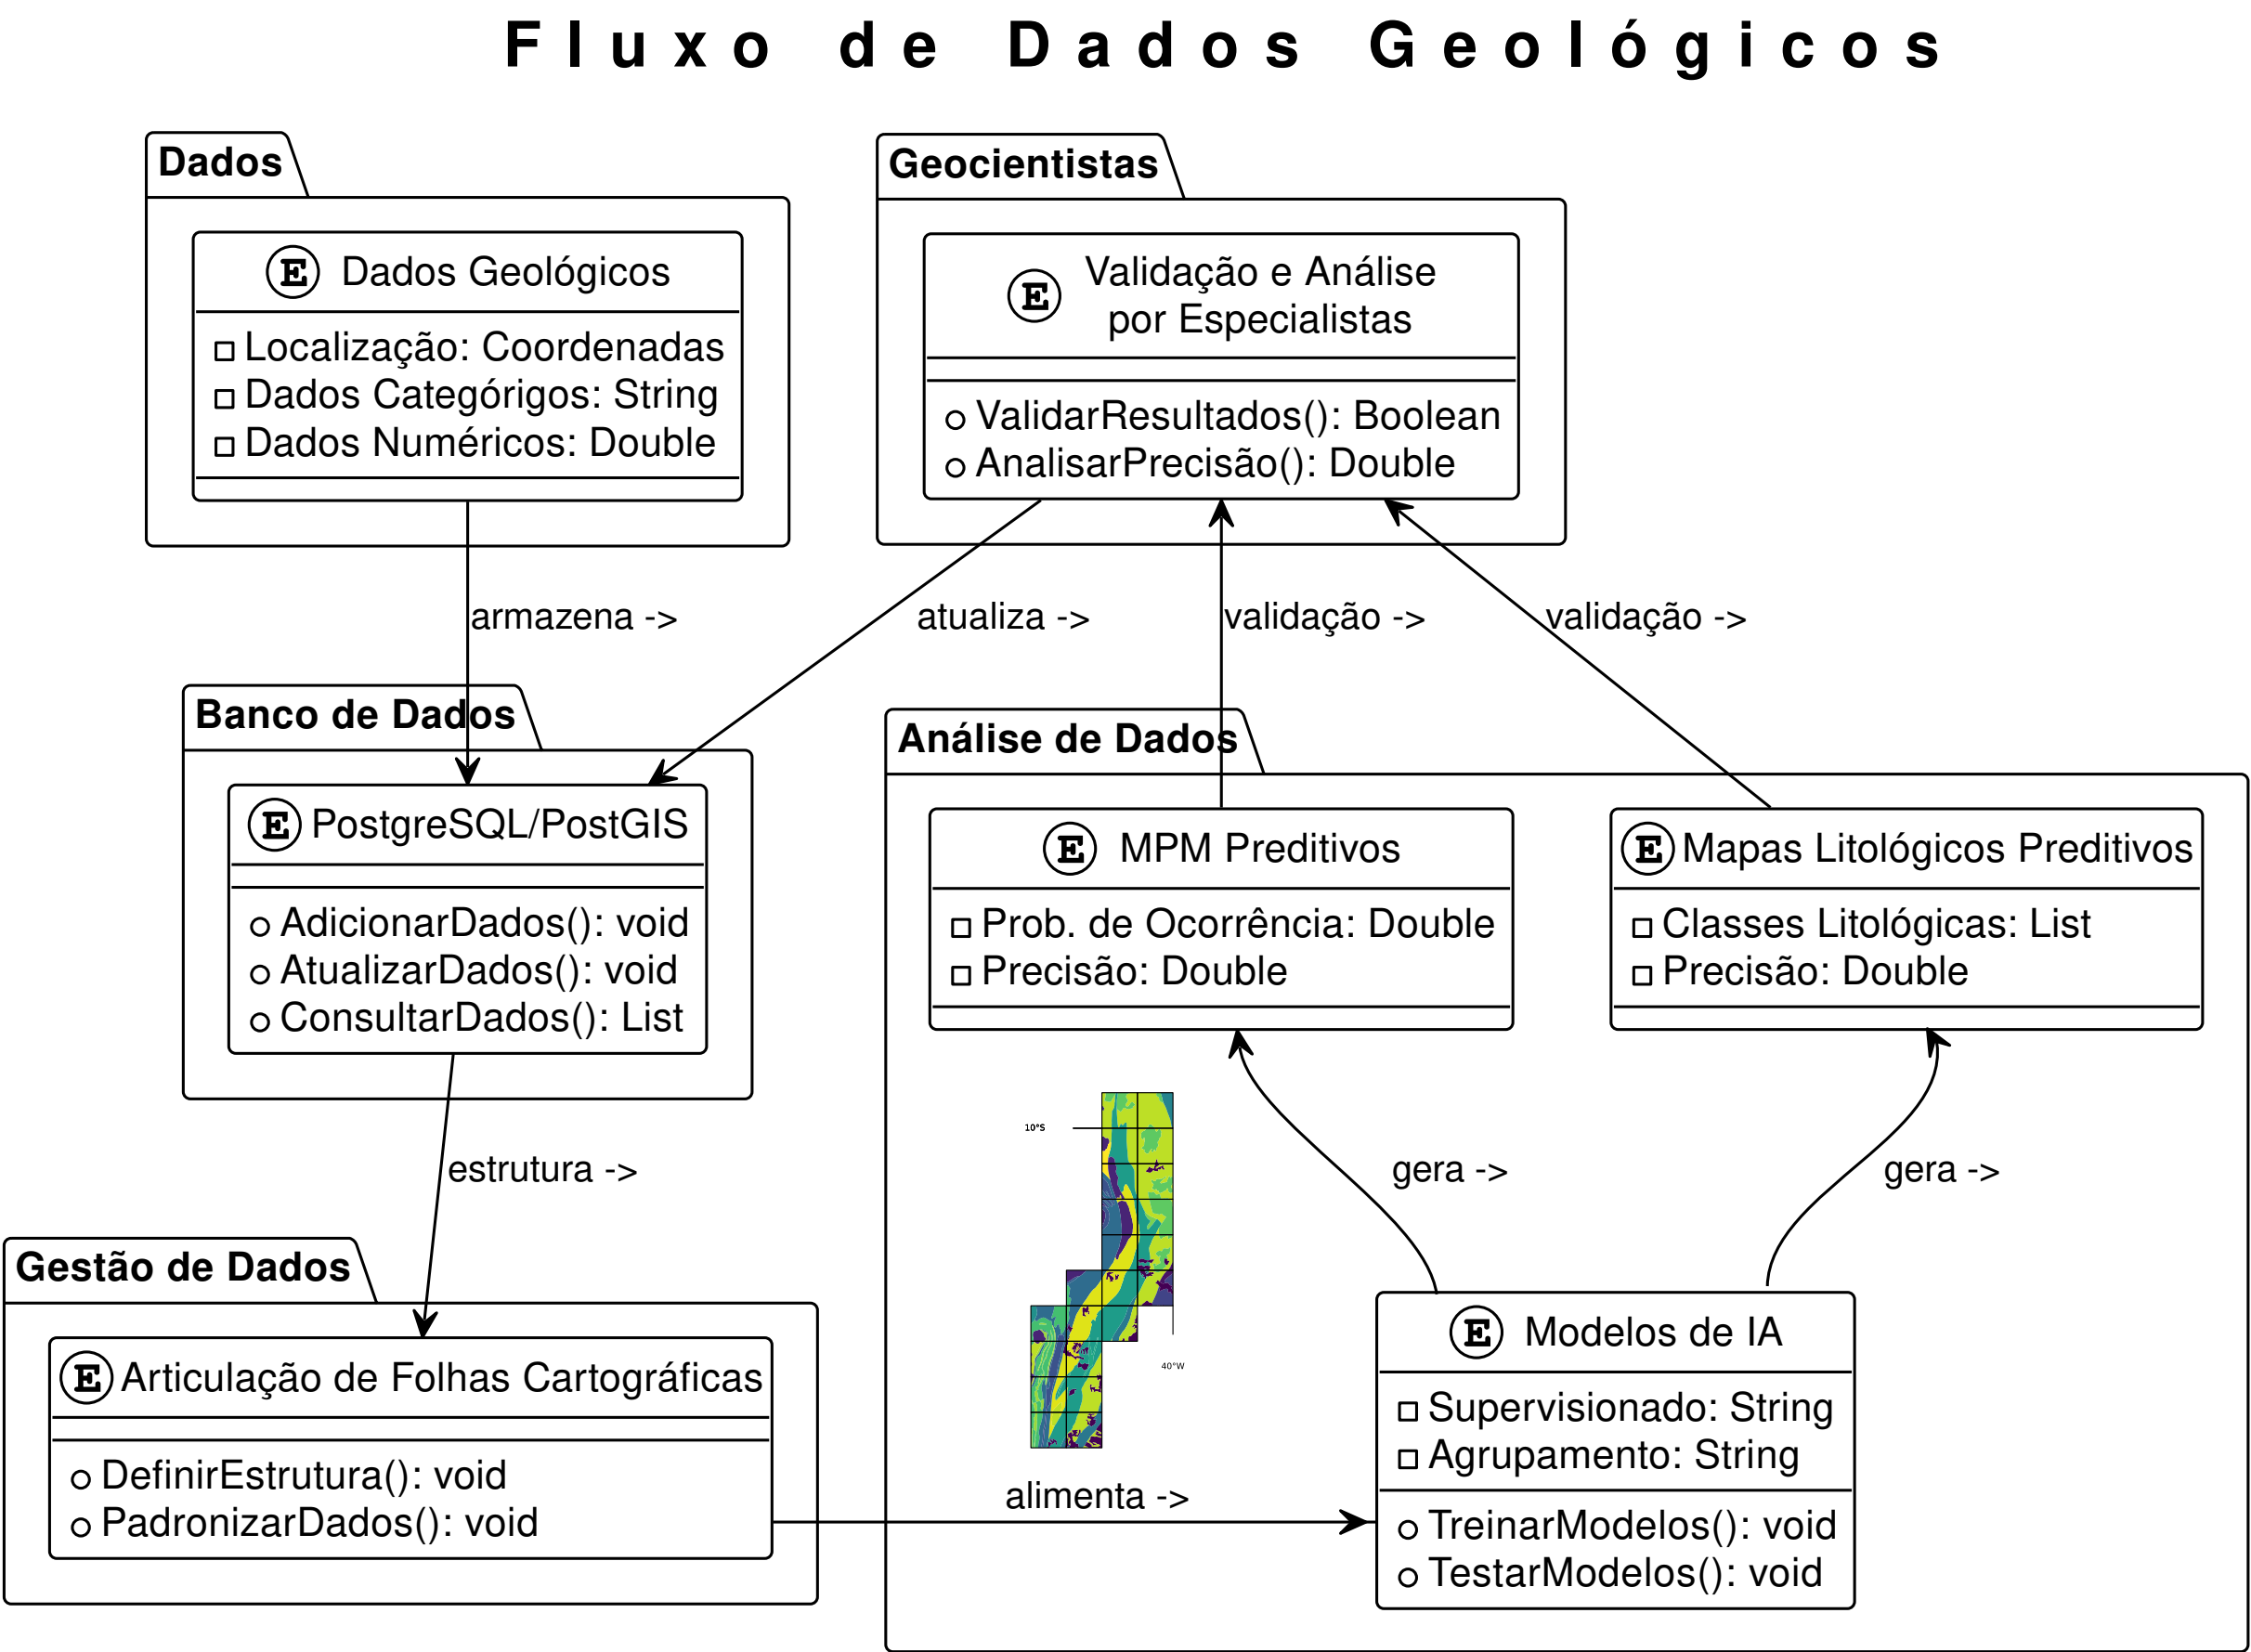 Fluxo de Dados Geológicos
Dados
E Dados Geológicos
Localização: Coordenadas
Dados Categórigos: String
Dados Numéricos: Double
Geocientistas
E Validação e Análise
por Especialistas
ValidarResultados(): Boolean
AnalisarPrecisão(): Double
armazena ->
atualiza ->
validação ->
validação ->
Banco de Dados
E PostgreSQL/PostGIS
AdicionarDados(): void
AtualizarDados(): void
ConsultarDados(): List
Análise de Dados
E MPM Preditivos
Prob. de Ocorrência: Double
Precisão: Double
E Mapas Litológicos Preditivos
Classes Litológicas: List
Precisão: Double
10°S
40°W
estrutura ->
gera ->
gera ->
Gestão de Dados
E Articulação de Folhas Cartográficas
DefinirEstrutura(): void
PadronizarDados(): void
alimenta ->
E Modelos de IA
Supervisionado: String
Agrupamento: String
TreinarModelos(): void
TestarModelos(): void